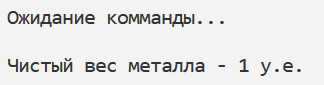 Ожидание комманды...
Чистый вес металла - 1 у.е.